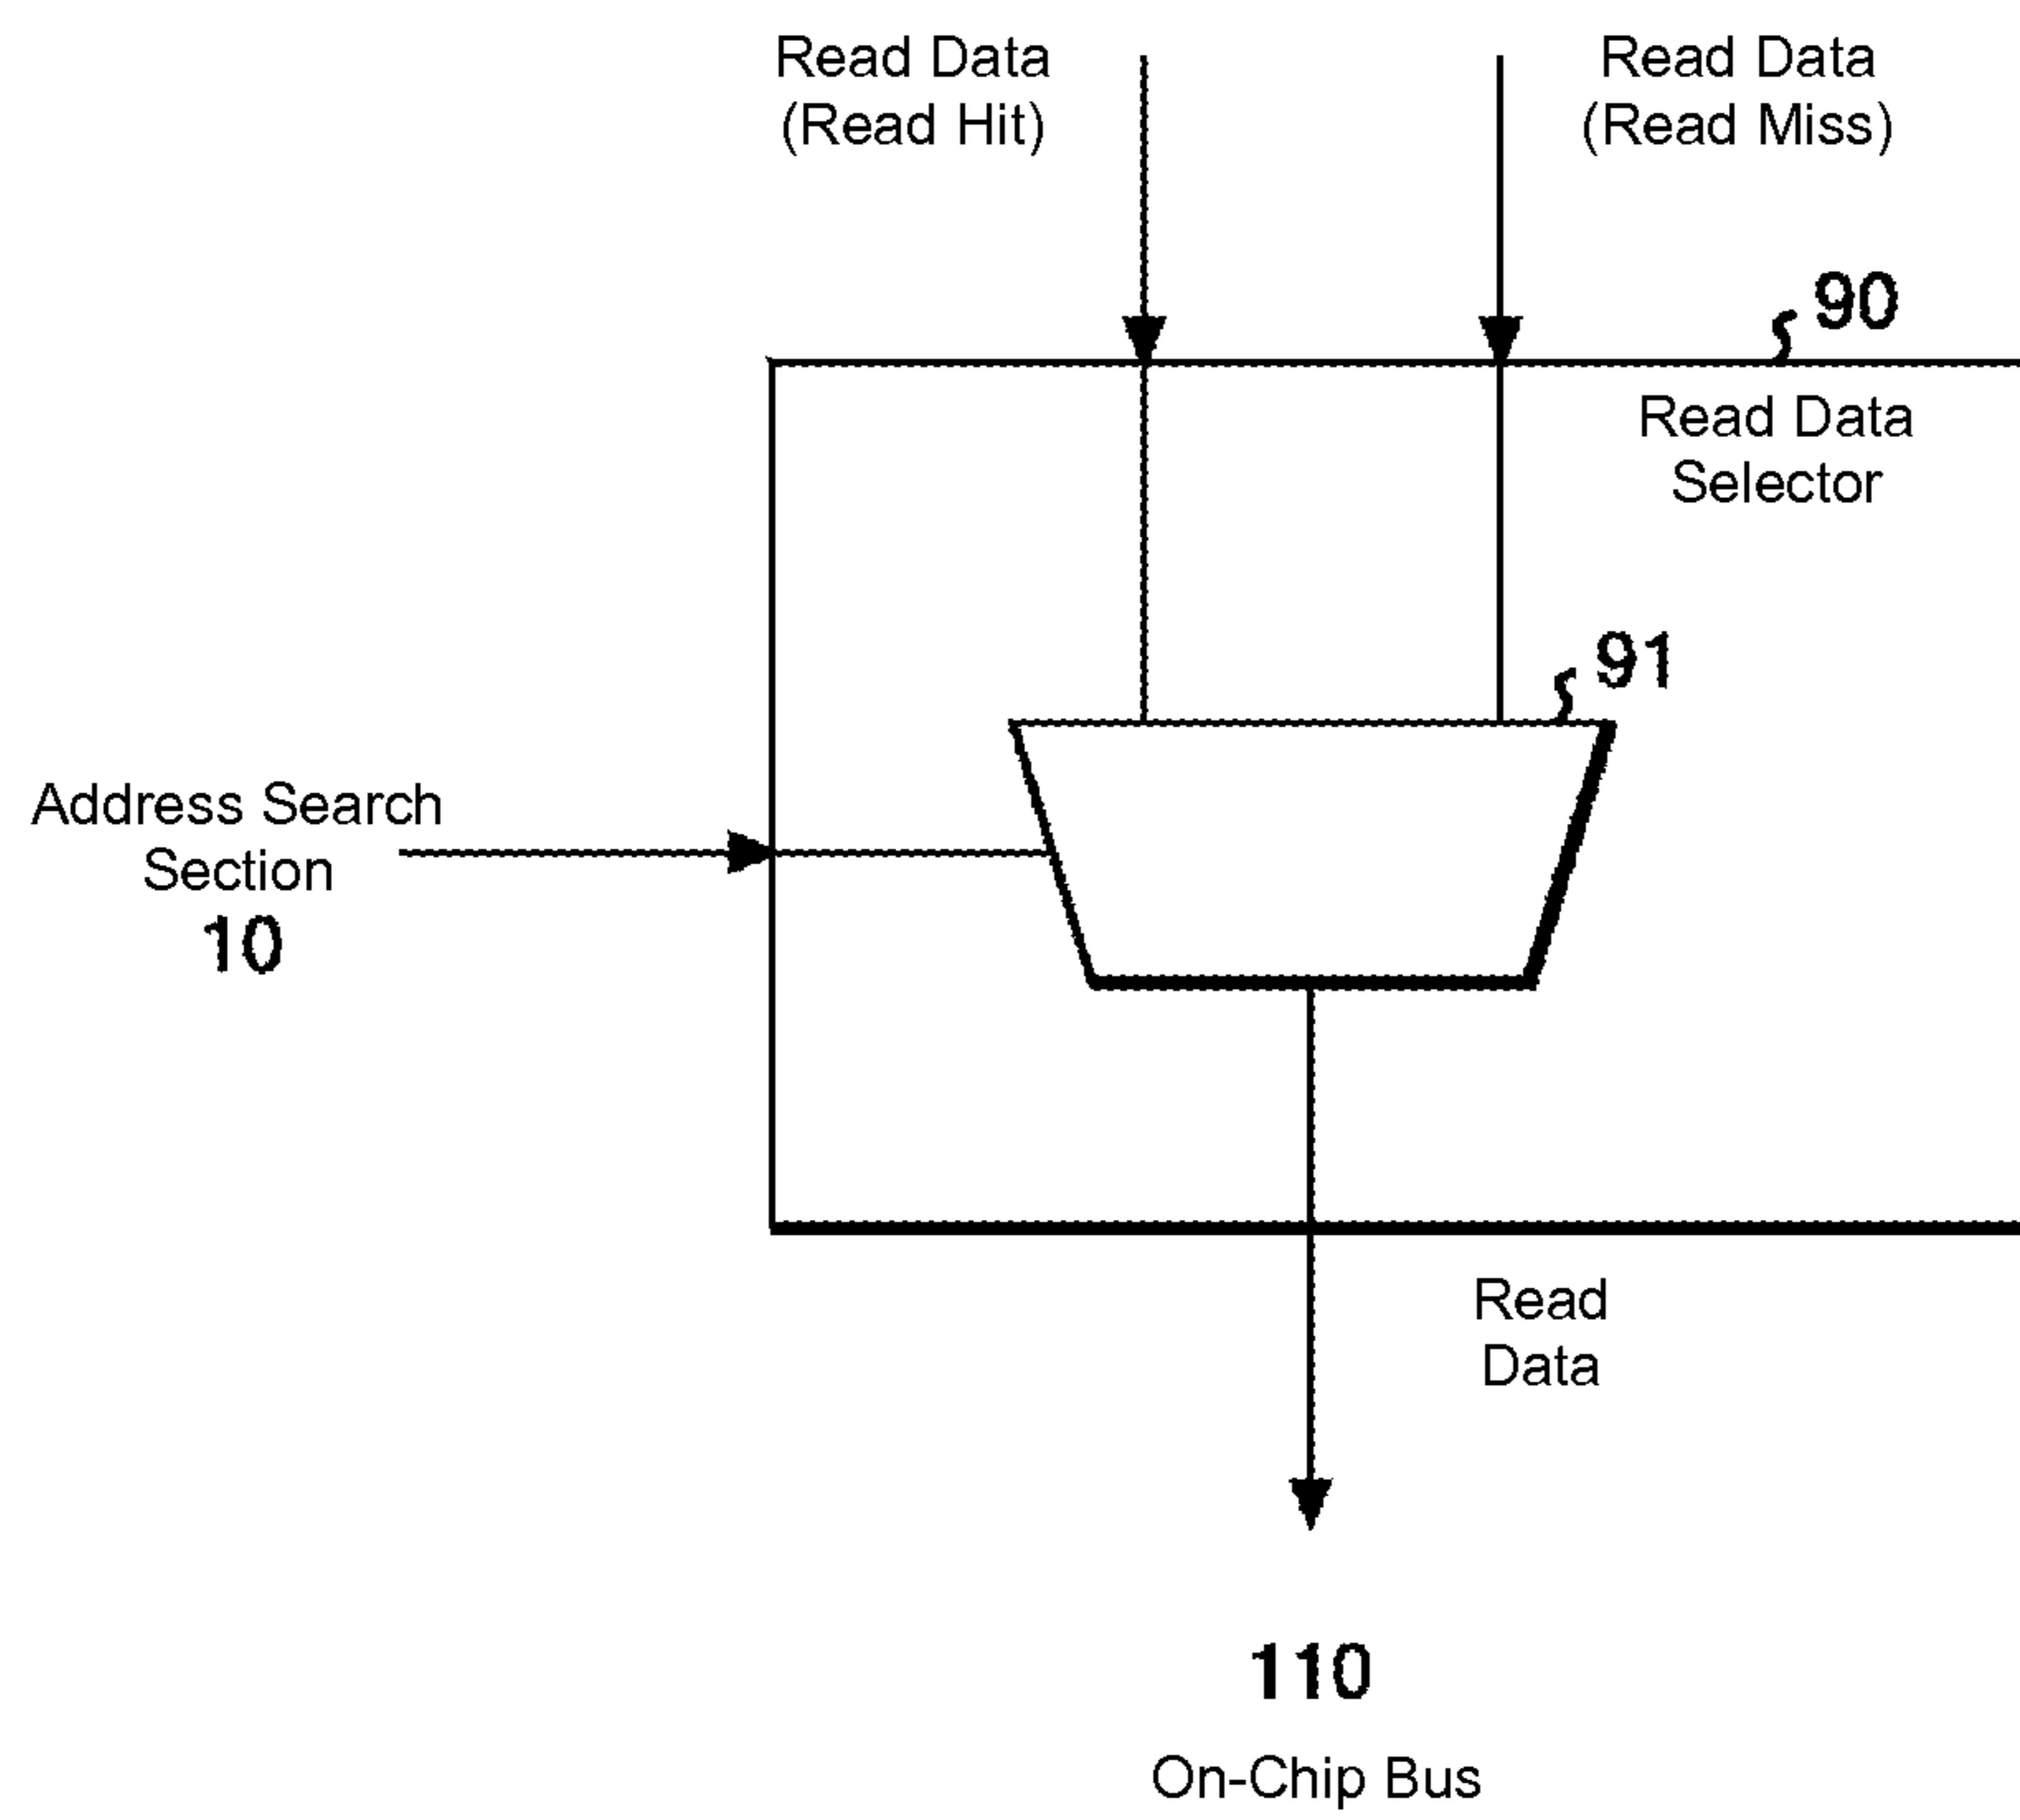 Read Data
(Read Hit)
Read Data
(Read Miss)
90
Read Data
Selector
91
Address Search
Section
10
Read
Data
110
On-Chip Bus